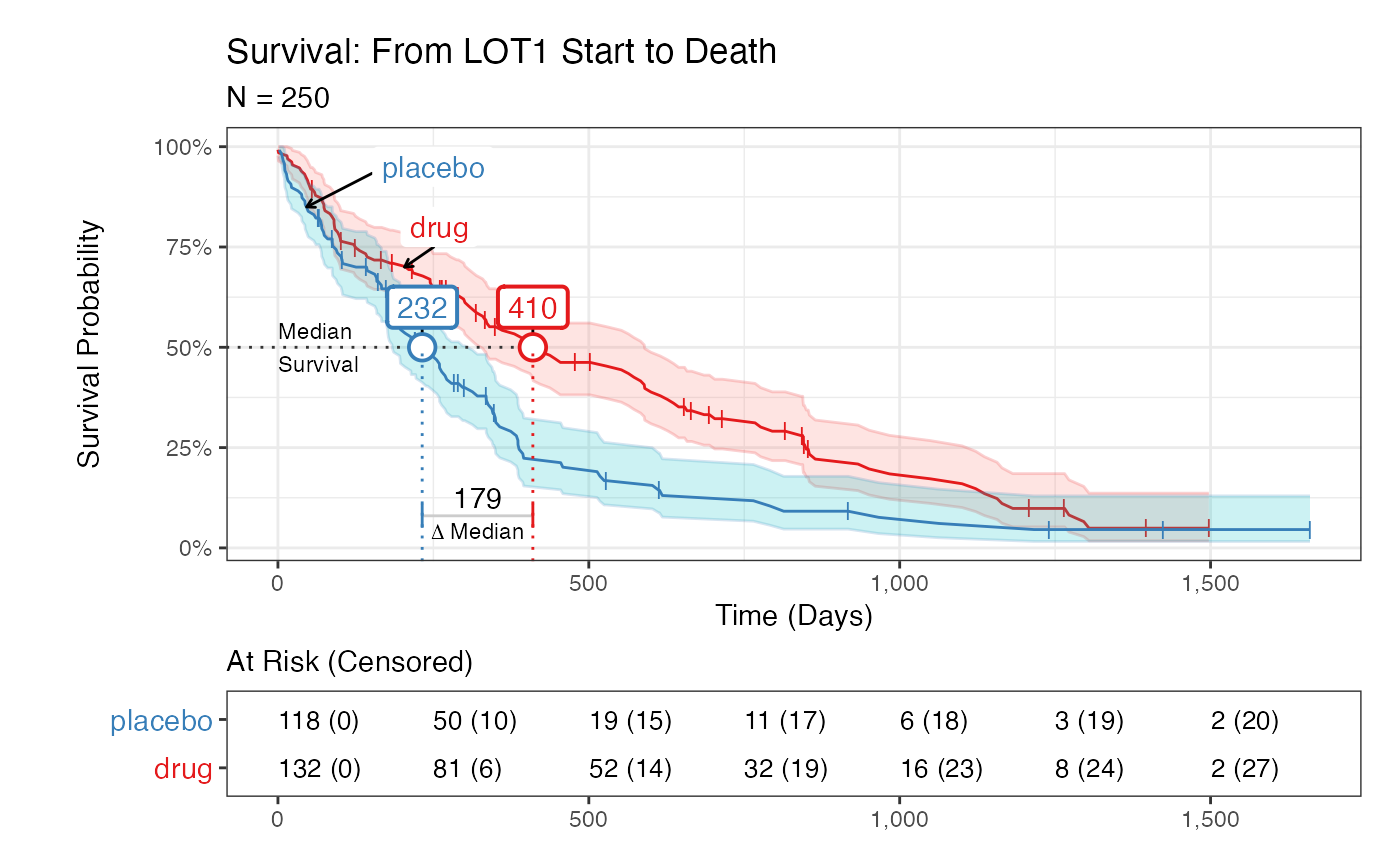 Survival: From LOT1 Start to Death
N = 250
Survival Probability
100%
75%
50%
25%
0%
placebo
drug
232
410
Median
Survival
179
Δ Median
0 500 1,000 1,500
Time (Days)
At Risk (Censored)
placebo 118 (0) 50 (10) 19 (15) 11 (17) 6 (18) 3 (19) 2 (20)
drug 132 (0) 81 (6) 52 (14) 32 (19) 16 (23) 8 (24) 2 (27)
0 500 1,000 1,500